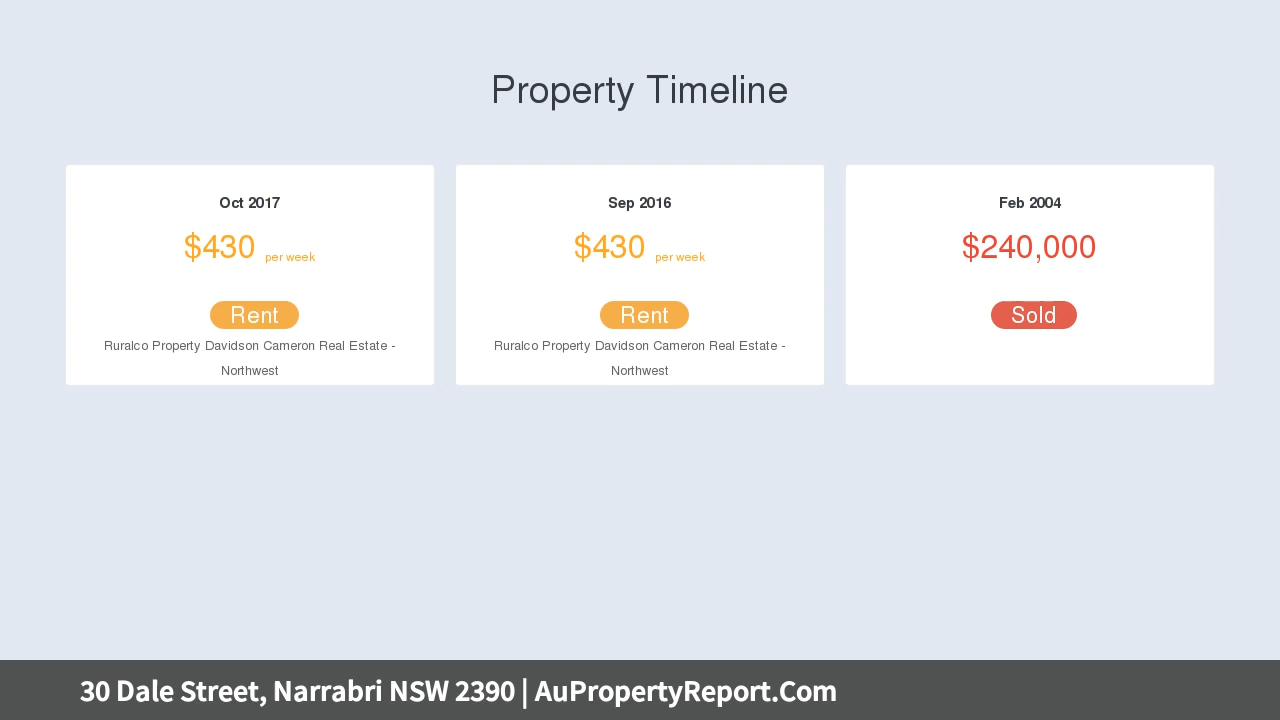 Property Timeline
Oct 2017
$430 per week
Rent
Ruralco Property Davidson Cameron Real Estate -
Northwest
Sep 2016
$430 per week
Rent
Ruralco Property Davidson Cameron Real Estate -
Northwest
Feb 2004
$240,000
Sold
30 Dale Street, Narrabri NSW 2390 | AuPropertyReport.Com